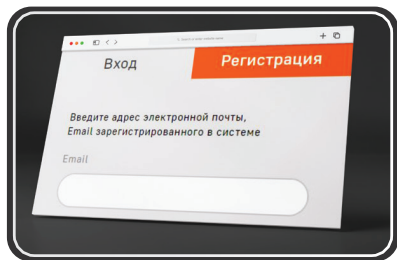 Вход
Регистрация
Введите адрес электронной почты,
Email зарегистрированного в системе
Email